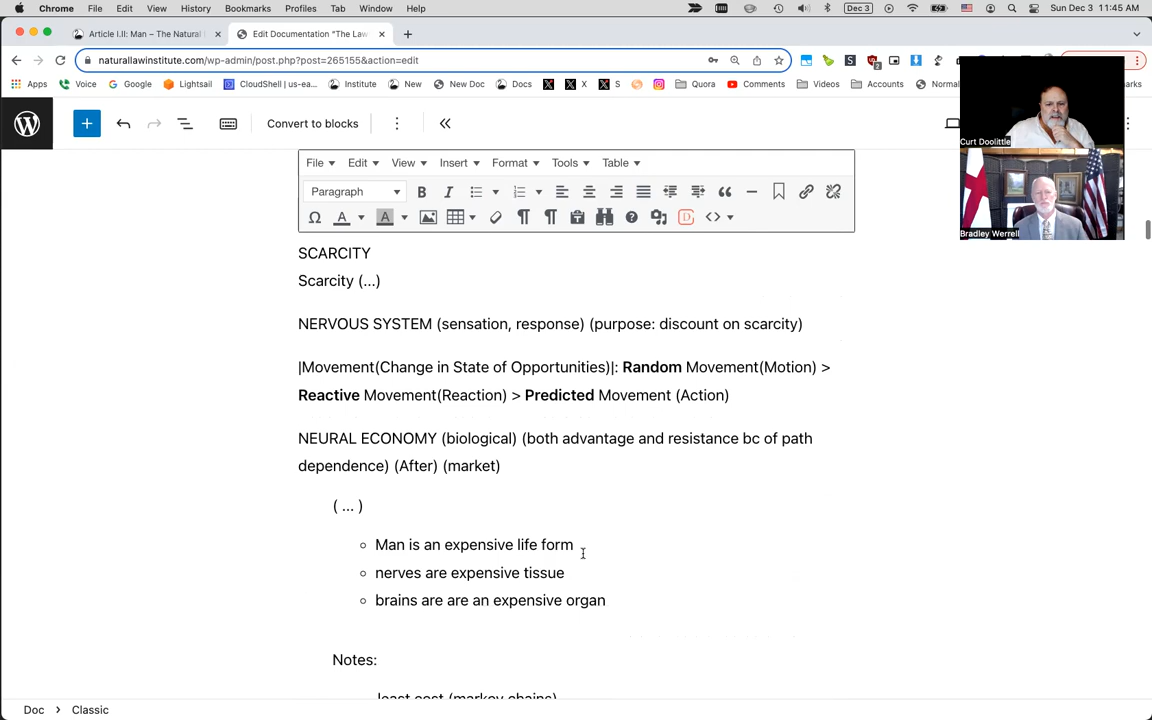 Chrome File Edit View History Bookmarks Profiles Tab Window Help Dec 3 Sun Dec 3 11:45 AM
Article I.II: Man – The Natural Edit Documentation "The Law
naturallawinstitute.com/wp-admin/post.php?post=265155&action=edit
Apps Voice Google Lightsail CloudShell | us-ea... Institute New Doc Docs X S Quora Comments Videos Accounts Normal
Convert to blocks
Curt Doolittle
File Edit View Insert Format Tools Table
Paragraph B I
Bradley Werrell
SCARCITY
Scarcity (...)
NERVOUS SYSTEM (sensation, response) (purpose: discount on scarcity)
|Movement(Change in State of Opportunities)|: Random Movement(Motion) >
Reactive Movement(Reaction) > Predicted Movement (Action)
NEURAL ECONOMY (biological) (both advantage and resistance bc of path
dependence) (After) (market)
( ... )
Man is an expensive life form
nerves are expensive tissue
brains are are an expensive organ
Notes:
least cost (markov chains)
Doc > Classic